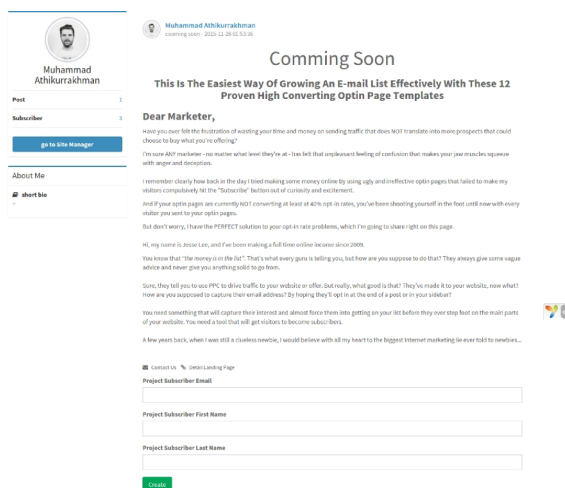 Muhammad
Athikurrakhman
Post 1
Subscriber 3
go to Site Manager
About Me
short bio
-
Muhammad Athikurrakhman
cooming soon - 2015-11-26 01:53:36
Comming Soon
This Is The Easiest Way Of Growing An E-mail List Effectively With These 12
Proven High Converting Optin Page Templates
Dear Marketer,
Have you ever felt the frustration of wasting your time and money on sending traffic that does NOT translate into more prospects that could
choose to buy what you're offering?
I'm sure ANY marketer - no matter what level they're at - has felt that unpleasant feeling of confusion that makes your jaw muscles squeeze
with anger and deception.
I remember clearly how back in the day I tried making some money online by using ugly and ineffective optin pages that failed to make my
visitors compulsively hit the "Subscribe" button out of curiosity and excitement.
And if your optin pages are currently NOT converting at least at 40% opt-in rates, you've been shooting yourself in the foot until now with every
visitor you sent to your optin pages.
But don't worry, I have the PERFECT solution to your opt-in rate problems, which I'm going to share right on this page.
Hi, my name is Jesse Lee, and I've been making a full time online income since 2009.
You know that "the money is in the list". That's what every guru is telling you, but how are you suppose to do that? They always give some vague
advice and never give you anything solid to go from.
Sure, they tell you to use PPC to drive traffic to your website or offer. But really, what good is that? They've made it to your website, now what?
How are you supposed to capture their email address? By hoping they'll opt in at the end of a post or in your sidebar?
You need something that will capture their interest and almost force them into getting on your list before they ever step foot on the main parts
of your website. You need a tool that will get visitors to become subscribers.
A few years back, when I was still a clueless newbie, I would believe with all my heart to the biggest internet marketing lie ever told to newbies...
Contact Us Detail Landing Page
Project Subscriber Email
Project Subscriber First Name
Project Subscriber Last Name
Create